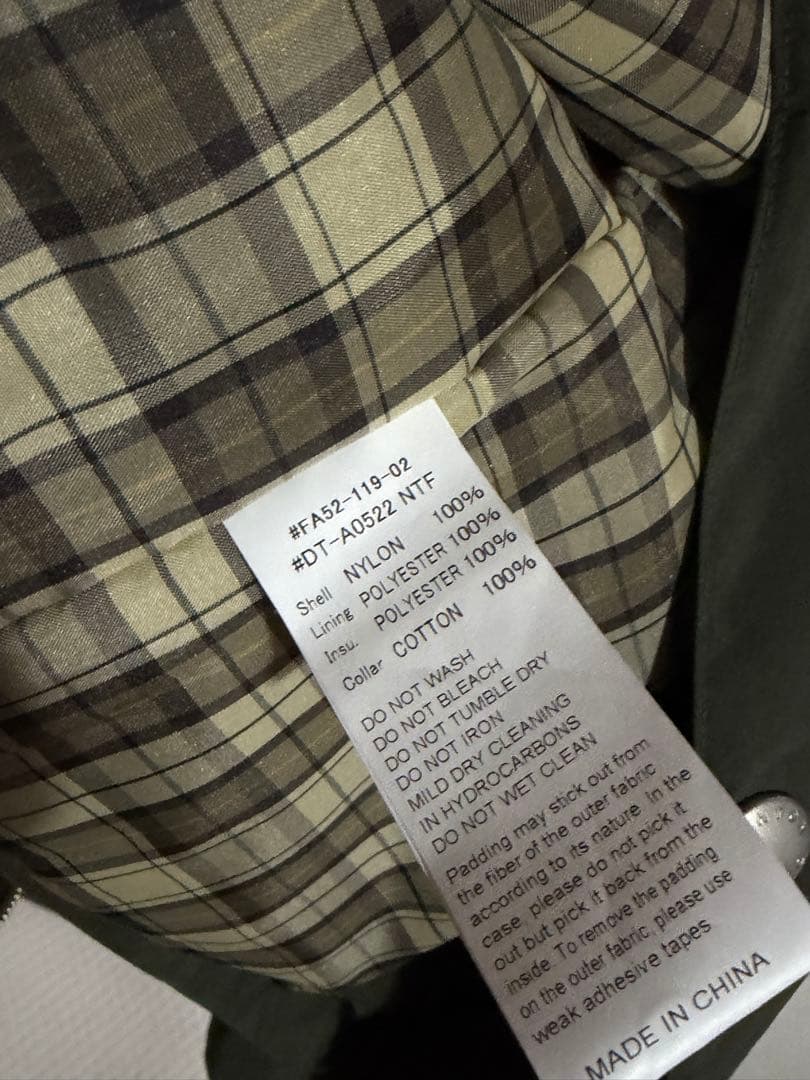 #FA52-119-02
#DT-A0522 NTF
Shell NYLON 100%
Lining POLYESTER 100%
Insu. POLYESTER 100%
Collar COTTON 100%
DO NOT WASH
DO NOT BLEACH
DO NOT TUMBLE DRY
DO NOT IRON
MILD DRY CLEANING
IN HYDROCARBONS
DO NOT WET CLEAN
Padding may stick out from
the fiber of the outer fabric
according to its nature. In the
case, please do not pick it
out but pick it back from the
inside. To remove the padding
on the outer fabric, please use
weak adhesive tapes
MADE IN CHINA